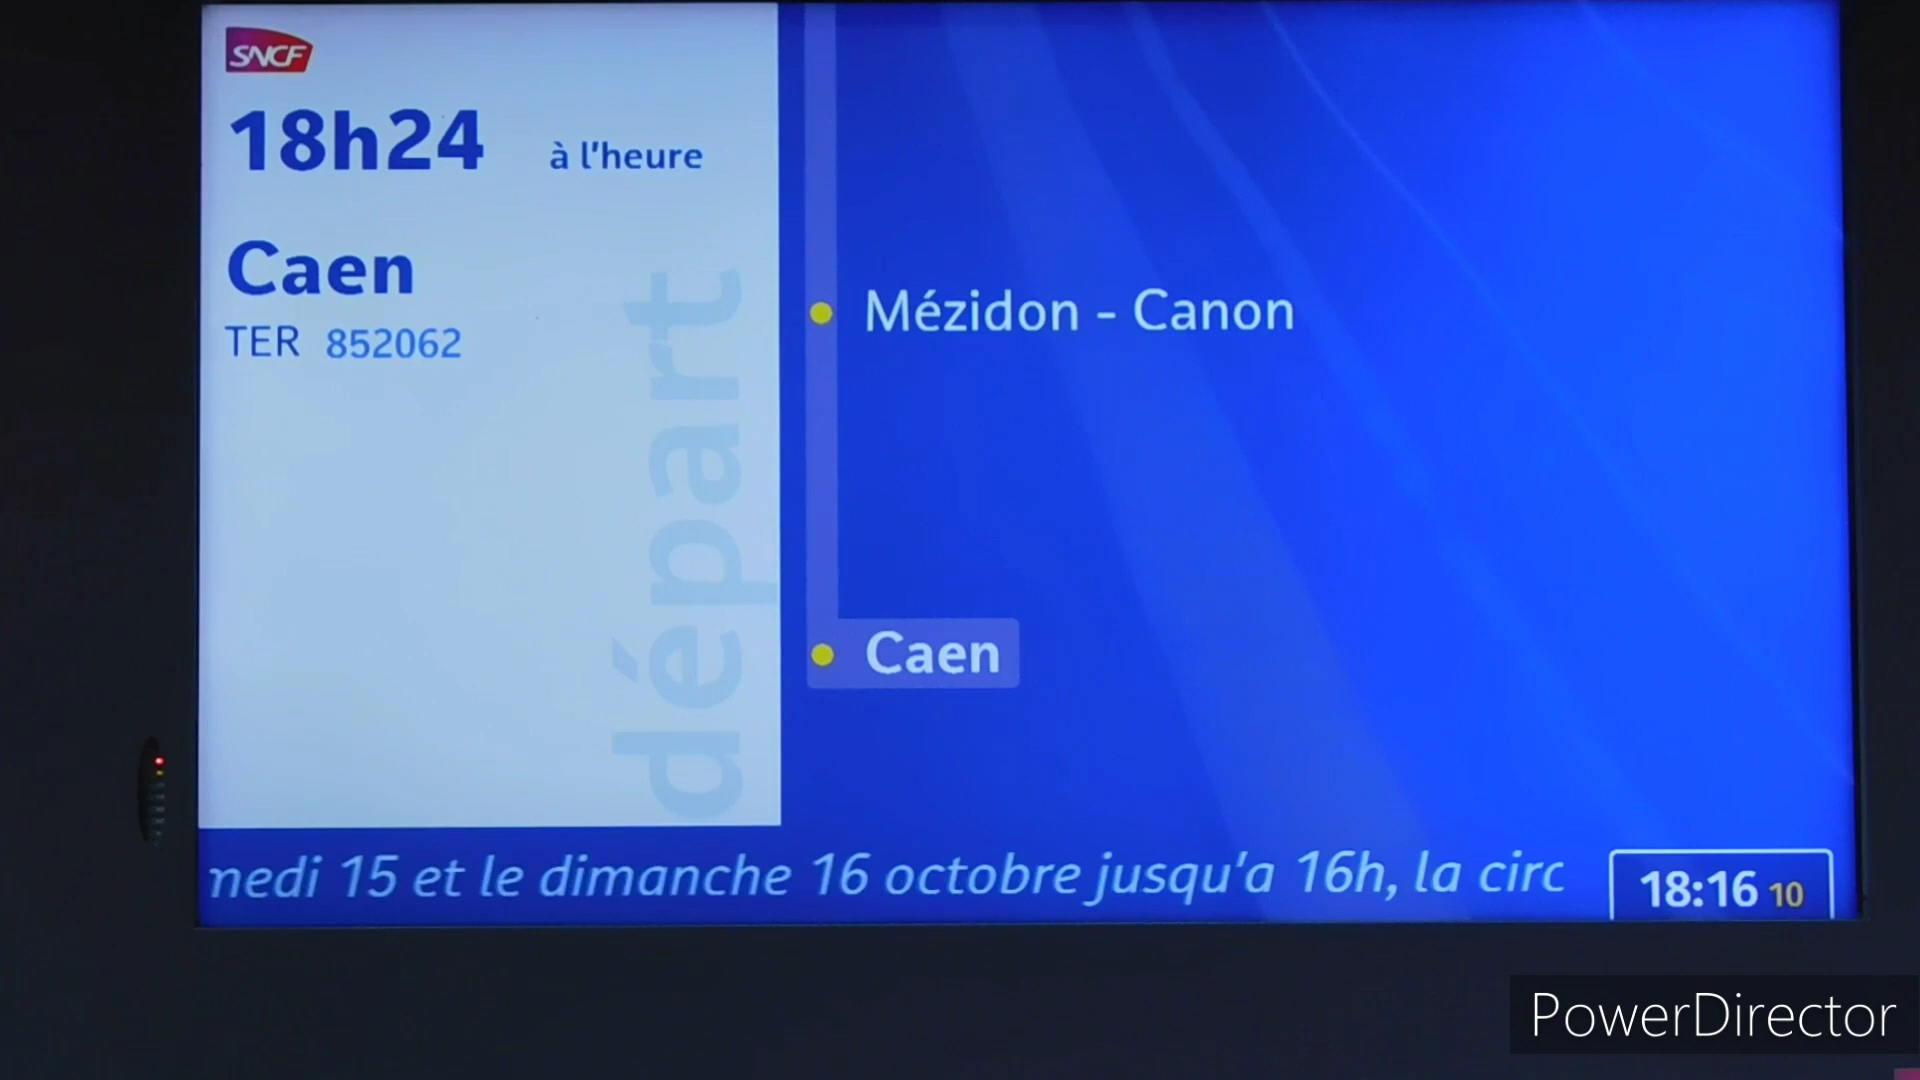 SNCF
18h24 à l'heure
Caen
TER 852062
départ
Mézidon - Canon
Caen
medi 15 et le dimanche 16 octobre jusqu'a 16h, la circ
18:16 10
PowerDirector